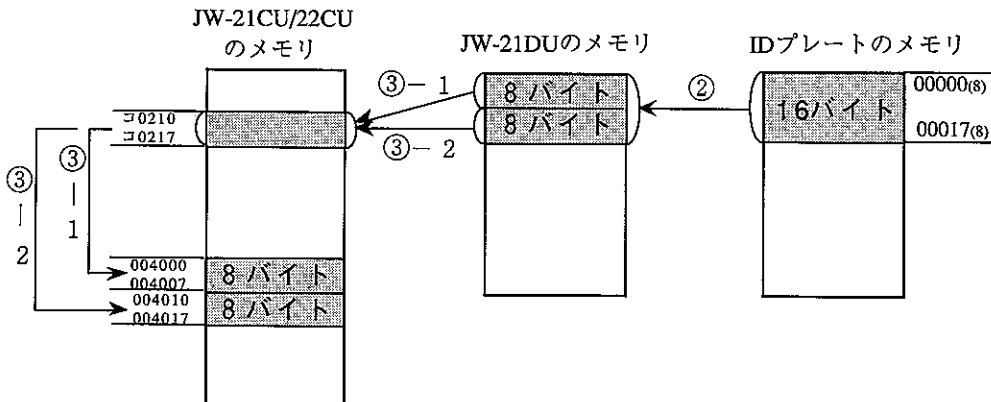 JW-21CU/22CU
のメモリ
JW-21DUのメモリ
IDプレートのメモリ
コ0210
コ0217
③
－
2
③
－
1
③－1
③－2
8バイト
8バイト
②
16バイト
00000(8)
00017(8)
004000
004007
004010
004017
8バイト
8バイト